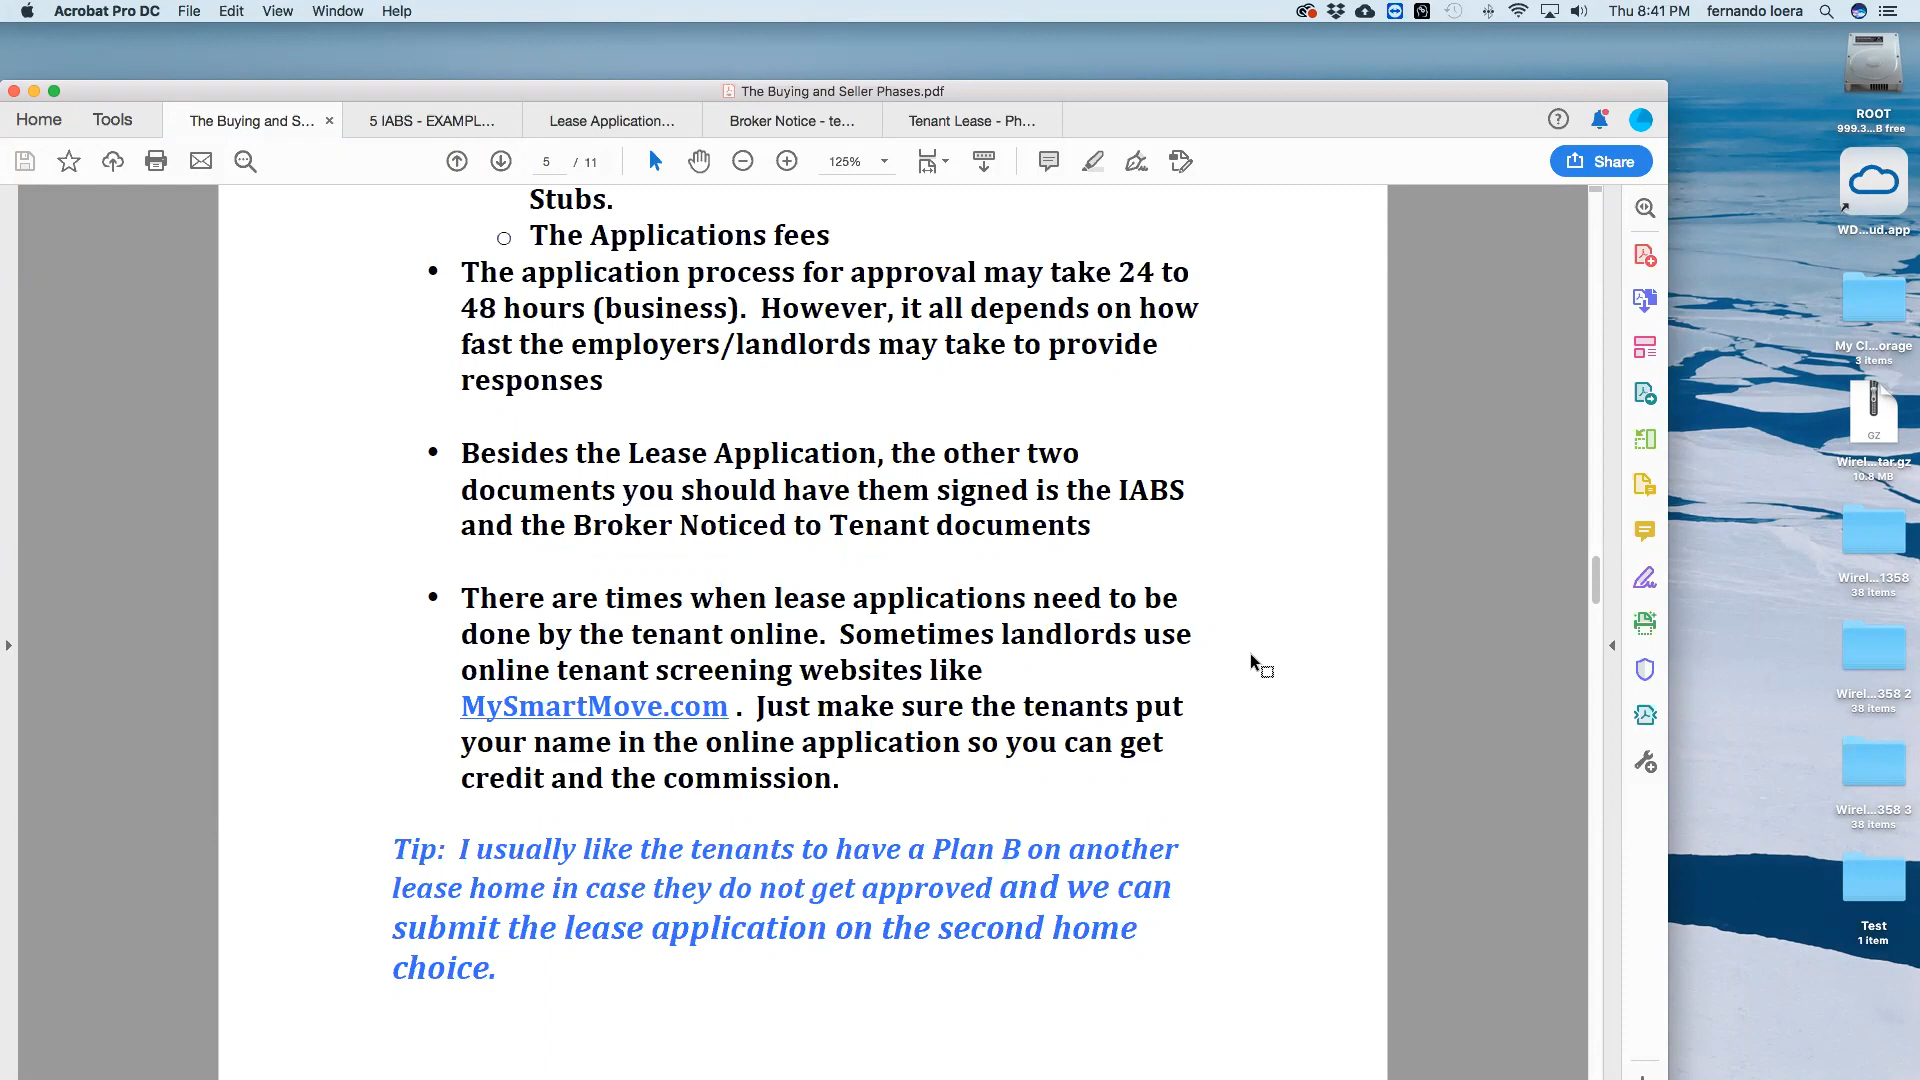 Acrobat Pro DC File Edit View Window Help Thu 8:41 PM fernando loera
The Buying and Seller Phases.pdf
Home Tools The Buying and S... × 5 IABS - EXAMPL... Lease Application... Broker Notice - te... Tenant Lease - Ph...
5 / 11 125% Share
Stubs.
The Applications fees
• The application process for approval may take 24 to
48 hours (business). However, it all depends on how
fast the employers/landlords may take to provide
responses
• Besides the Lease Application, the other two
documents you should have them signed is the IABS
and the Broker Noticed to Tenant documents
• There are times when lease applications need to be
done by the tenant online. Sometimes landlords use
online tenant screening websites like
MySmartMove.com . Just make sure the tenants put
your name in the online application so you can get
credit and the commission.
Tip: I usually like the tenants to have a Plan B on another
lease home in case they do not get approved and we can
submit the lease application on the second home
choice.
ROOT
999.3...B free
WD...ud.app
My Cl...orage
3 items
GZ
Wirel...tar.gz
10.8 MB
Wirel...1358
38 items
Wirel...358 2
38 items
Wirel...358 3
38 items
Test
1 item